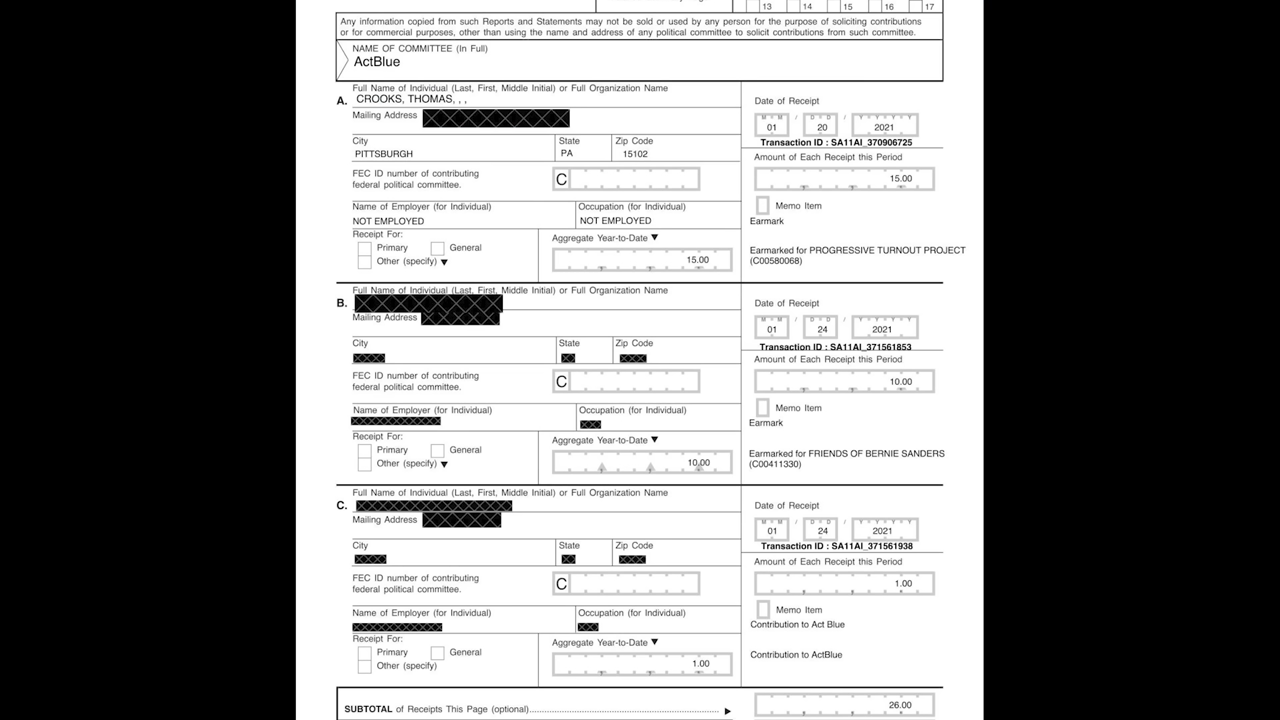 13 14 15 16 17
Any information copied from such Reports and Statements may not be sold or used by any person for the purpose of soliciting contributions
or for commercial purposes, other than using the name and address of any political committee to solicit contributions from such committee.
NAME OF COMMITTEE (In Full)
ActBlue
Full Name of Individual (Last, First, Middle Initial) or Full Organization Name
A. CROOKS, THOMAS, , ,
Date of Receipt
Mailing Address
M M / D D / Y Y Y Y
01 20 2021
Transaction ID : SA11AI_370906725
City State Zip Code
PITTSBURGH PA 15102
Amount of Each Receipt this Period
FEC ID number of contributing
federal political committee.
C
15.00
Memo Item
Name of Employer (for Individual) Occupation (for Individual)
NOT EMPLOYED NOT EMPLOYED
Earmark
Receipt For:
Primary General
Other (specify) ▼
Aggregate Year-to-Date ▼
15.00
Earmarked for PROGRESSIVE TURNOUT PROJECT
(C00580068)
Full Name of Individual (Last, First, Middle Initial) or Full Organization Name
B.
Date of Receipt
Mailing Address
M M / D D / Y Y Y Y
01 24 2021
Transaction ID : SA11AI_371561853
City State Zip Code
Amount of Each Receipt this Period
FEC ID number of contributing
federal political committee.
C
10.00
Memo Item
Name of Employer (for Individual) Occupation (for Individual)
Earmark
Receipt For:
Primary General
Other (specify) ▼
Aggregate Year-to-Date ▼
10.00
Earmarked for FRIENDS OF BERNIE SANDERS
(C00411330)
Full Name of Individual (Last, First, Middle Initial) or Full Organization Name
C.
Date of Receipt
Mailing Address
M M / D D / Y Y Y Y
01 24 2021
Transaction ID : SA11AI_371561938
City State Zip Code
Amount of Each Receipt this Period
FEC ID number of contributing
federal political committee.
C
1.00
Memo Item
Name of Employer (for Individual) Occupation (for Individual)
Contribution to Act Blue
Receipt For:
Primary General
Other (specify)
Aggregate Year-to-Date ▼
1.00
Contribution to ActBlue
SUBTOTAL of Receipts This Page (optional) ▶
26.00